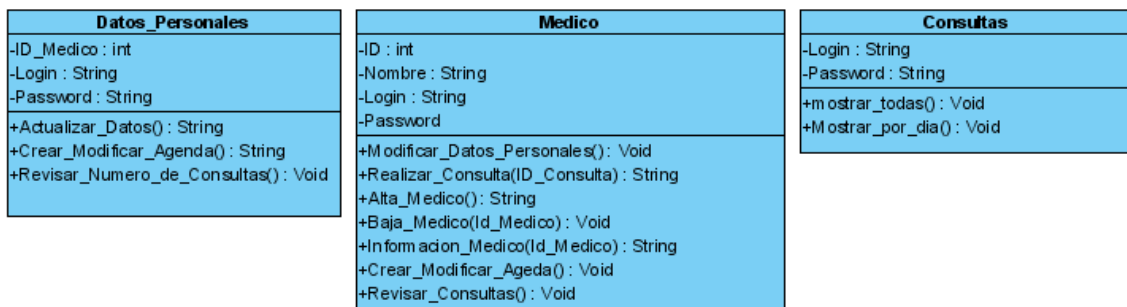 Datos_Personales
-ID_Medico : int
-Login : String
-Password : String
+Actualizar_Datos() : String
+Crear_Modificar_Agenda() : String
+Revisar_Numero_de_Consultas() : Void
Medico
-ID : int
-Nombre : String
-Login : String
-Password
+Modificar_Datos_Personales() : Void
+Realizar_Consulta(ID_Consulta) : String
+Alta_Medico() : String
+Baja_Medico(Id_Medico) : Void
+Informacion_Medico(Id_Medico) : String
+Crear_Modificar_Ageda() : Void
+Revisar_Consultas() : Void
Consultas
-Login : String
-Password : String
+mostrar_todas() : Void
+Mostrar_por_dia() : Void